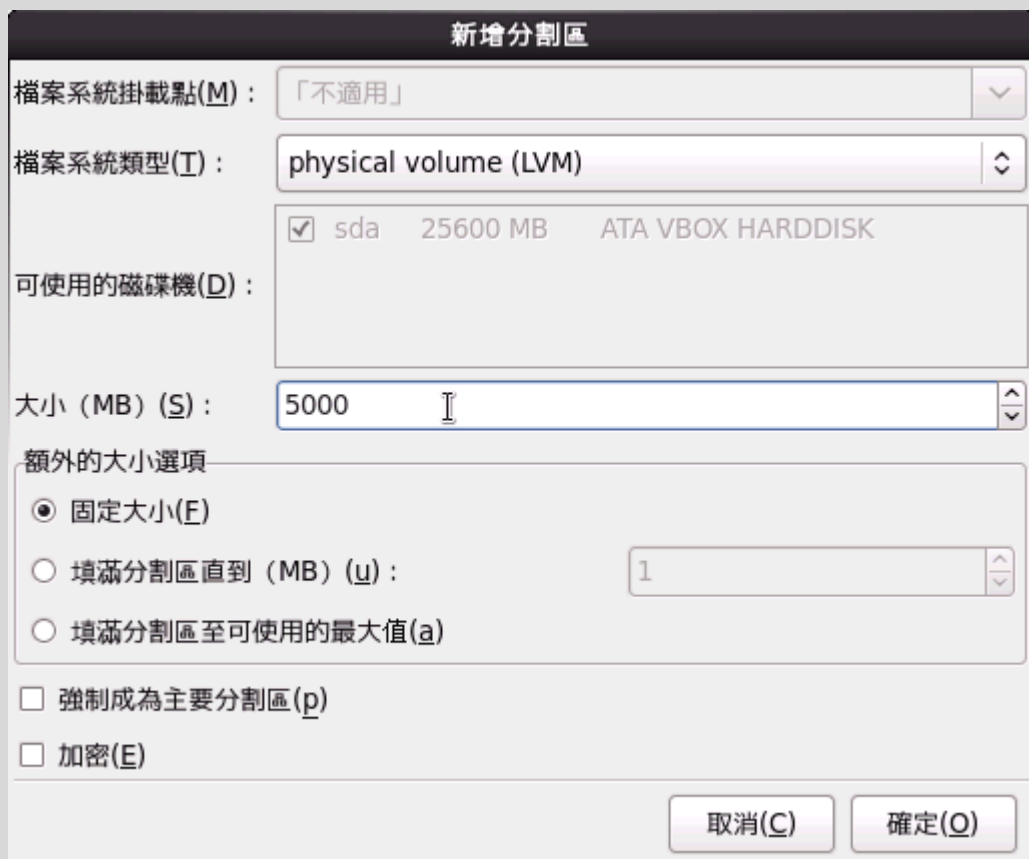 新增分割區
檔案系統掛載點(M)： 「不適用」
檔案系統類型(T)： physical volume (LVM)
sda 25600 MB ATA VBOX HARDDISK
可使用的磁碟機(D)：
大小（MB）(S)： 5000
額外的大小選項
固定大小(F)
填滿分割區直到（MB）(u)： 1
填滿分割區至可使用的最大值(a)
強制成為主要分割區(p)
加密(E)
取消(C) 確定(O)